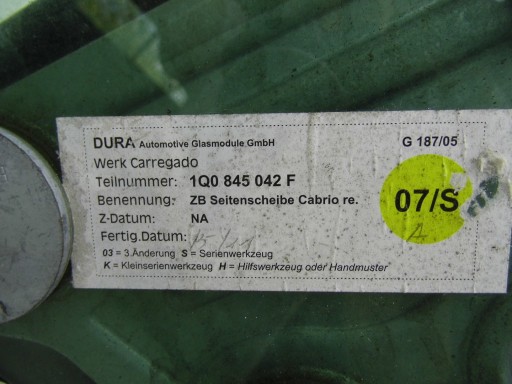 DURA Automotive Glasmodule GmbH G 187/05
Werk Carregado
Teilnummer: 1Q0 845 042 F
Benennung: ZB Seitenscheibe Cabrio re. 07/S
Z-Datum: NA
Fertig.Datum:
A
03 = 3.Änderung S = Serienwerkzeug
K = Kleinserienwerkzeug H = Hilfswerkzeug oder Handmuster